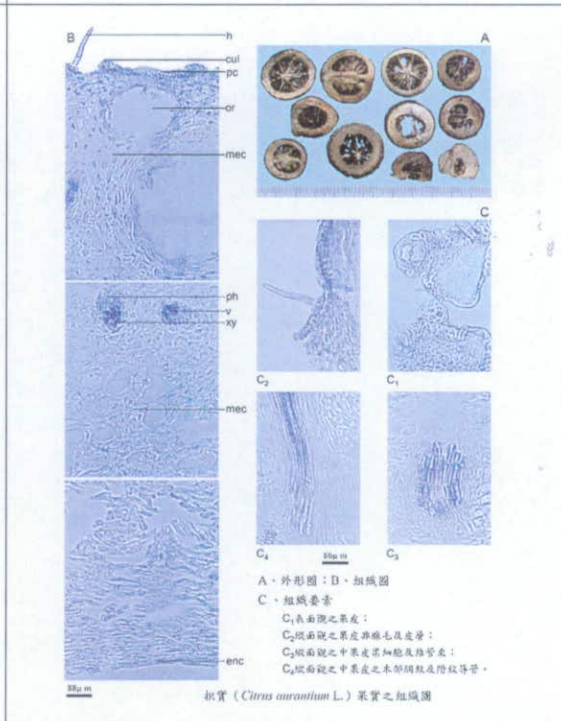 B
h
cul
pc
or
mec
ph
v
xy
mec
enc
88μ m
A
C
C₂
C₁
C₄
C₃
88μ m
A、外形圖；B、組織圖
C、組織要素
C₁表面觀之果皮；
C₂縱面觀之果皮非腺毛及皮層；
C₃縱面觀之中果皮柔細胞及維管束；
C₄縱面觀之中果皮之木部網紋及階紋導管。
枳實（Citrus aurantium L.）果實之組織圖